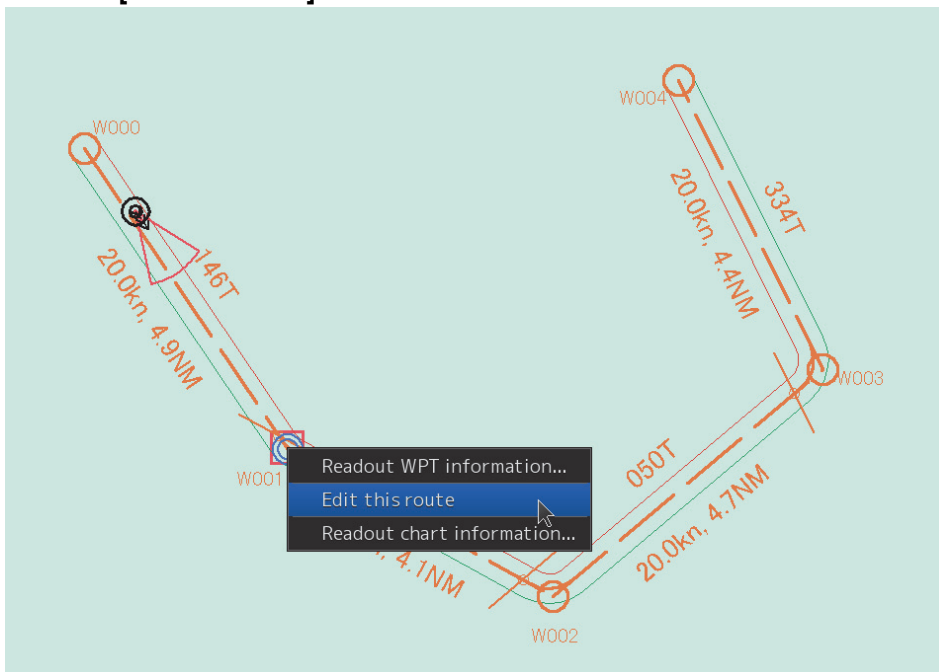 W000
W004
334T
20.0kn, 4.4NM
146T
20.0kn, 4.9NM
W003
W001
Readout WPT information...
Edit this route
Readout chart information...
050T
20.0kn, 4.7NM
, 4.1NM
W002